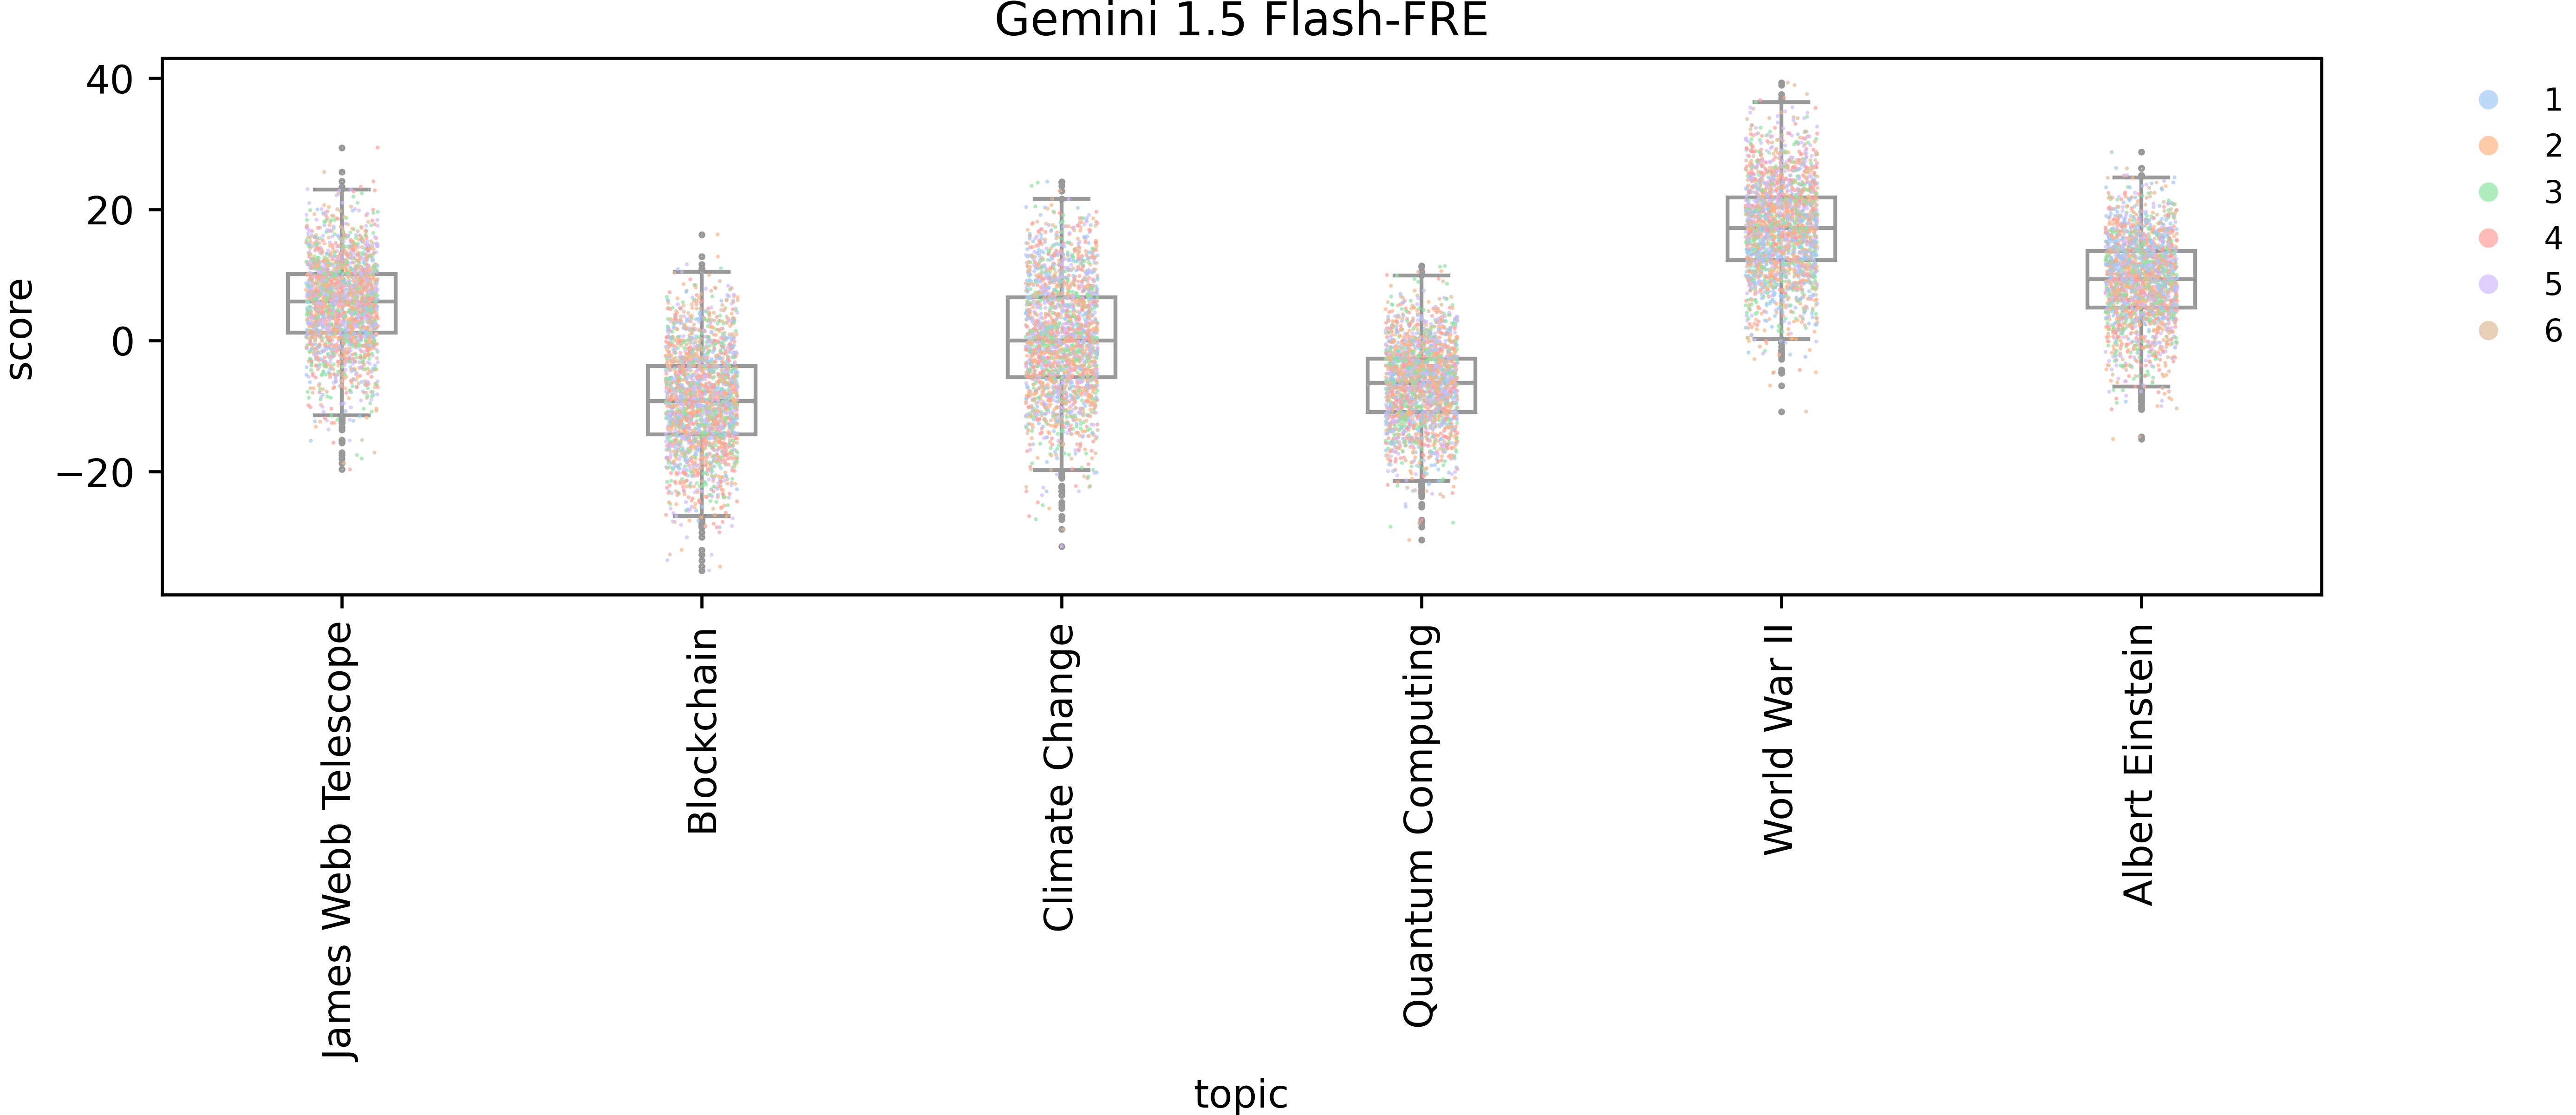 Gemini 1.5 Flash-FRE
40
20
0
−20
score
James Webb Telescope
Blockchain
Climate Change
Quantum Computing
World War II
Albert Einstein
topic
1
2
3
4
5
6